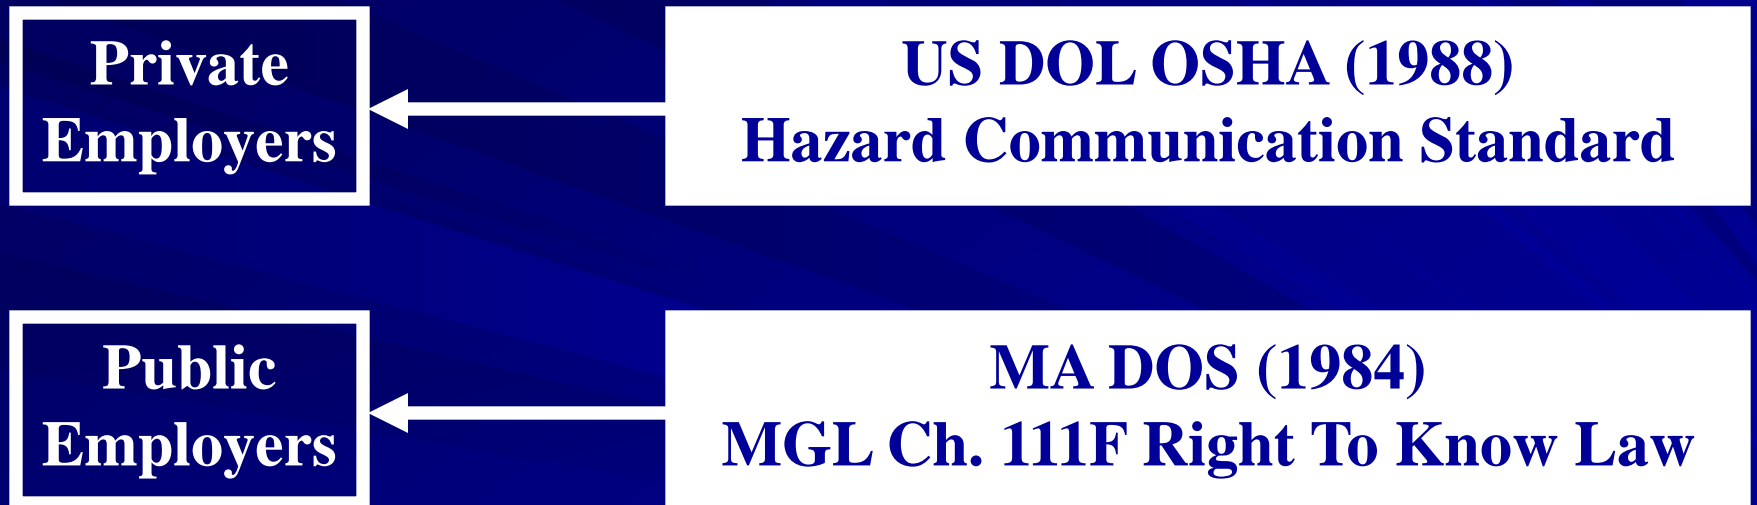 Private
Employers
US DOL OSHA (1988)
Hazard Communication Standard
Public
Employers
MA DOS (1984)
MGL Ch. 111F Right To Know Law